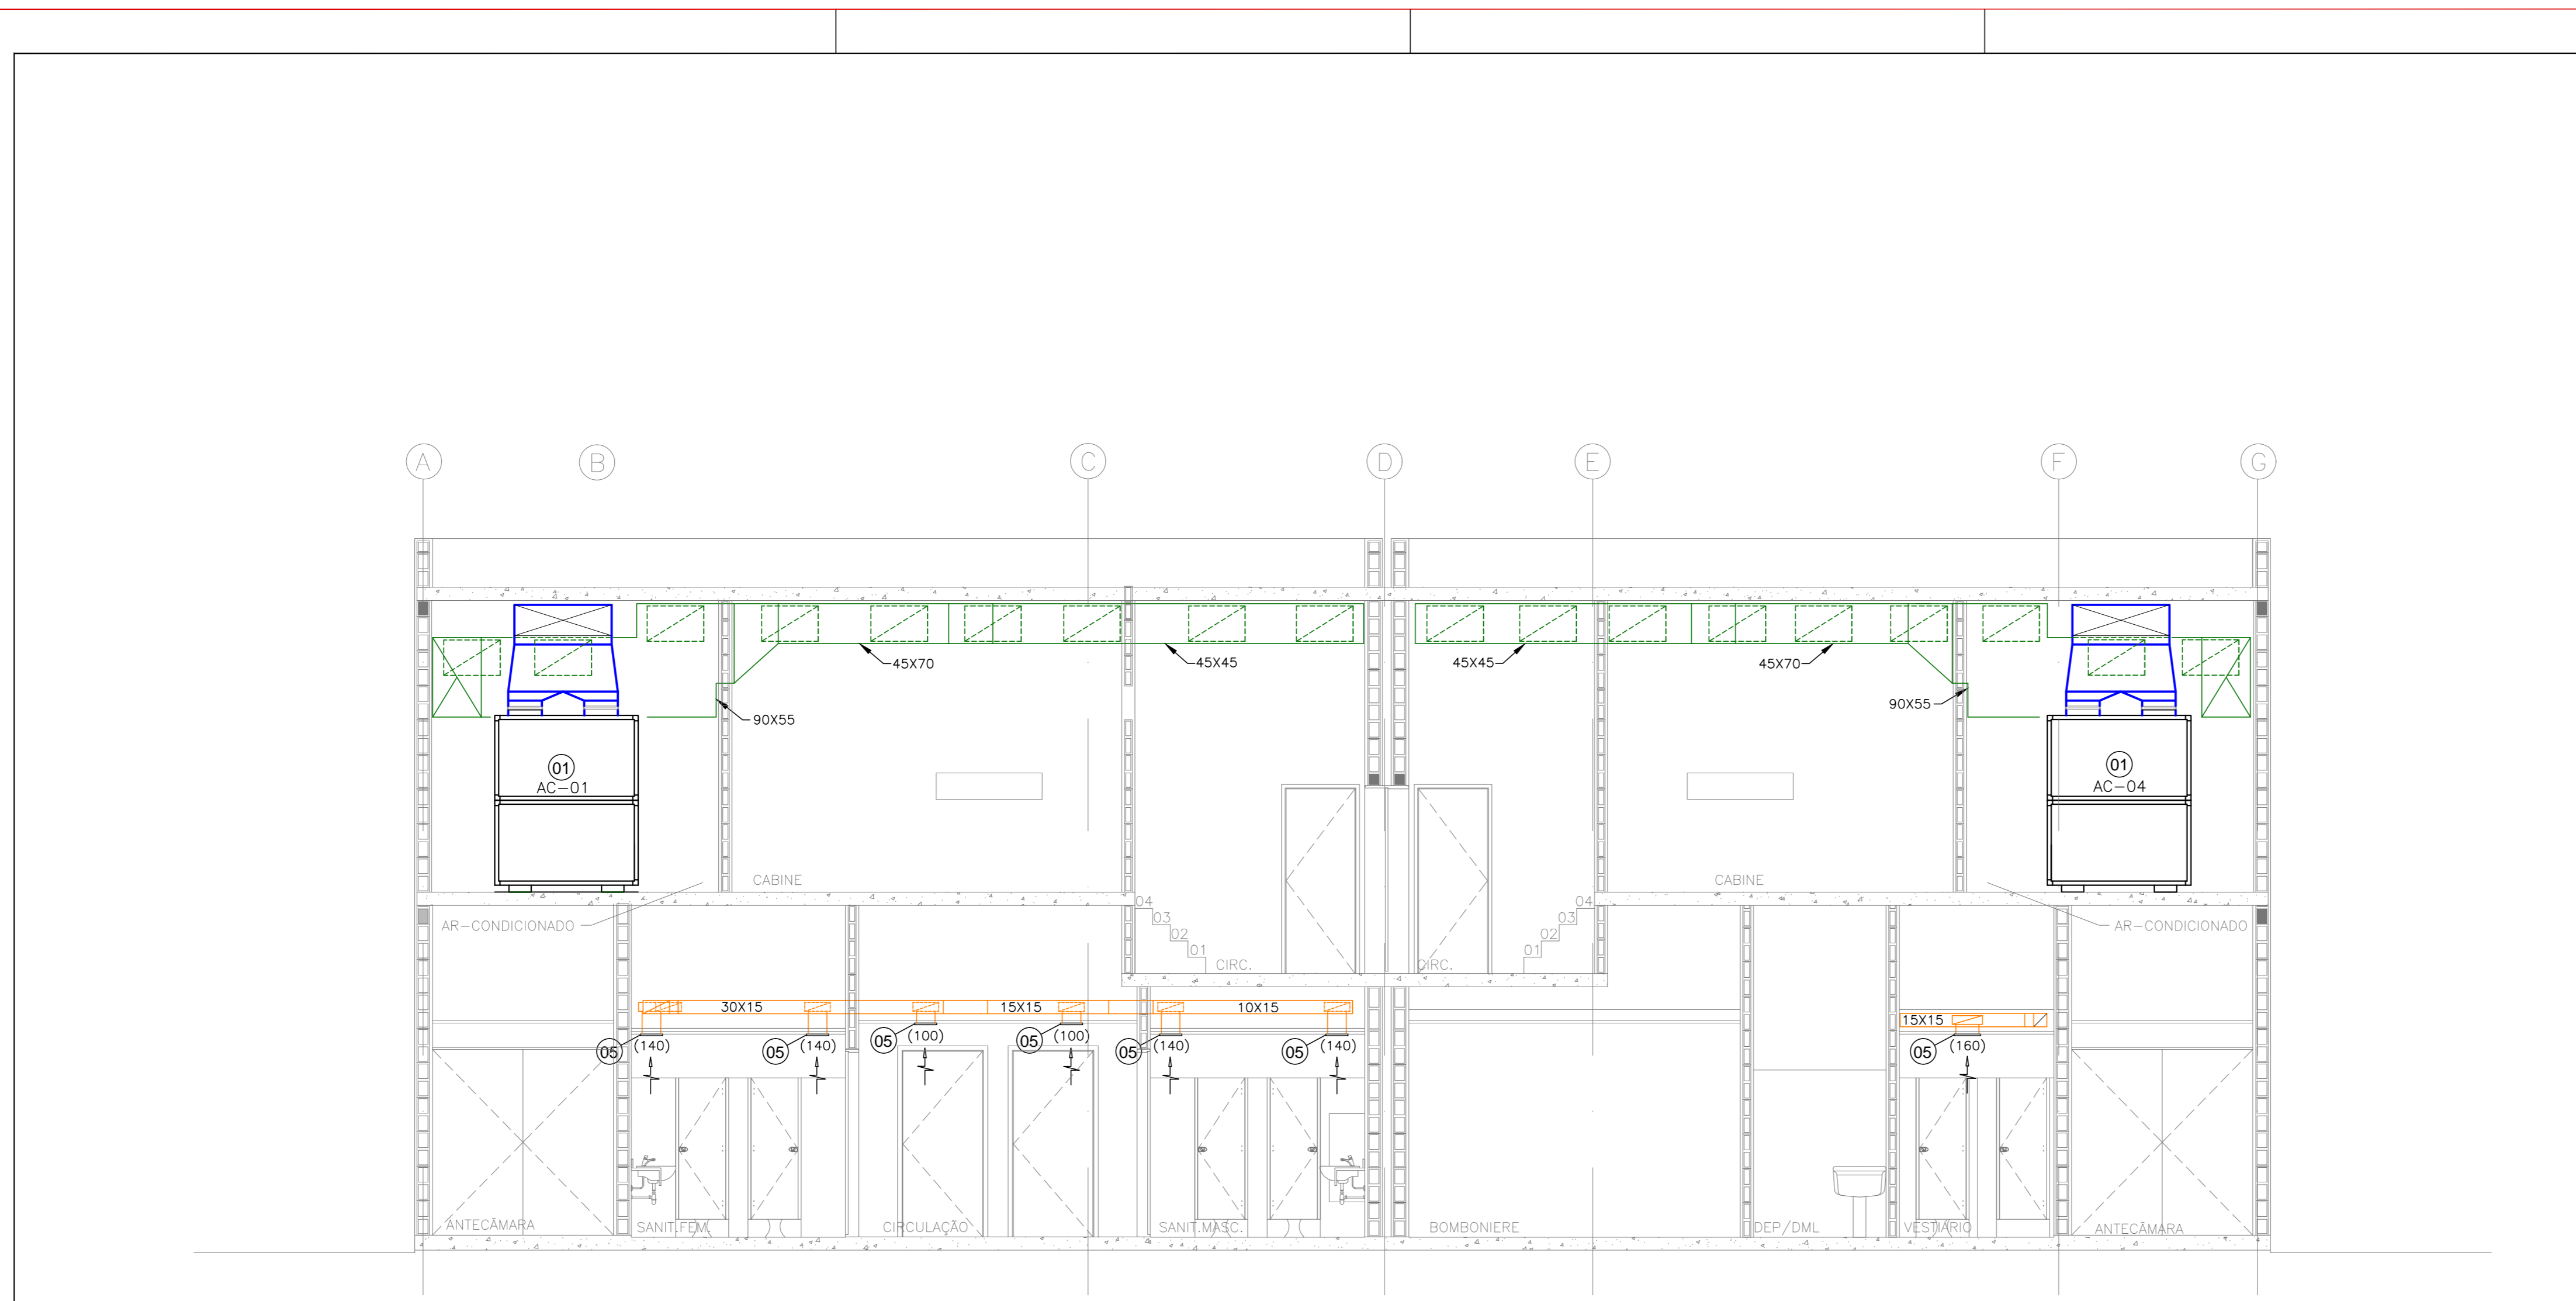 A B C D E F G
45X70 45X45 45X45 45X70
90X55 90X55
01 01
AC-01 AC-04
CABINE CABINE
04 04
03 03
AR-CONDICIONADO AR-CONDICIONADO
02 02
01 01
CIRC. CIRC.
30X15 15X15 10X15 15X15
05 (140) 05 (140) 05 (100) 05 (100) 05 (140) 05 (140) 05 (160)
ANTECÂMARA SANIT.FEM. CIRCULAÇÃO SANIT.MASC. BOMBONIERE DEP/DML VESTIÁRIO ANTECÂMARA